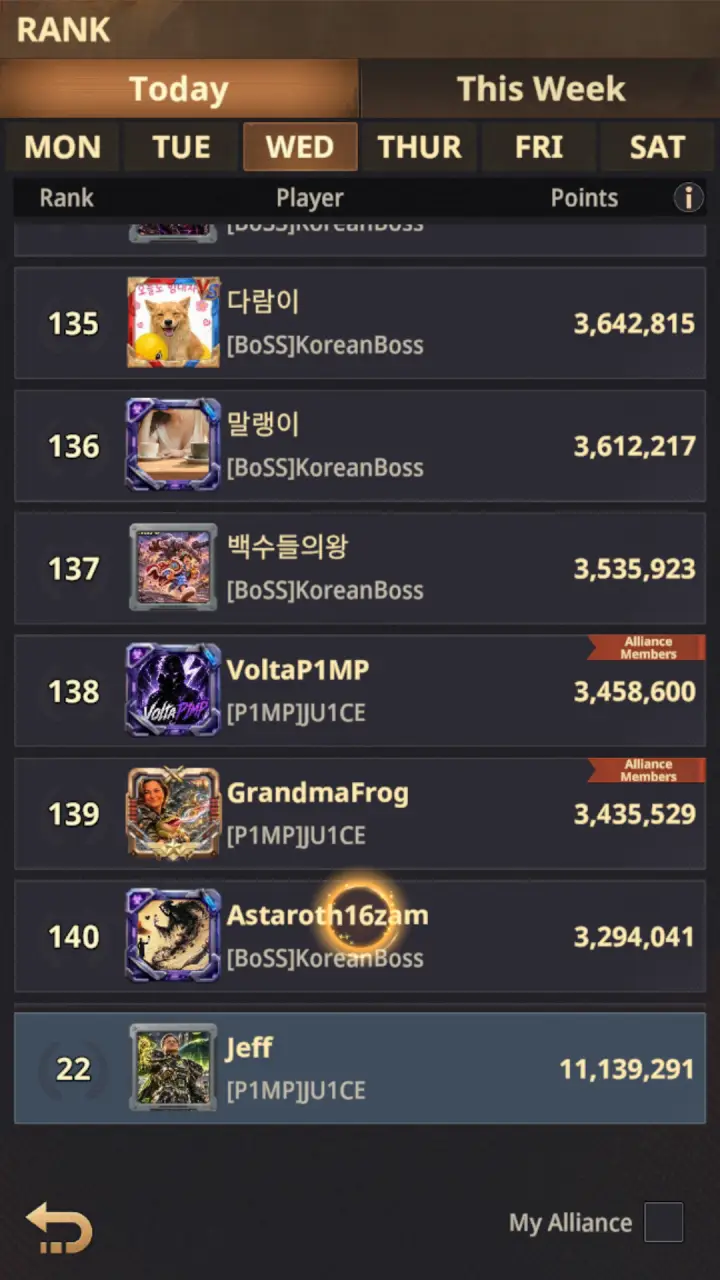 RANK
Today
This Week
MON TUE WED THUR FRI SAT
Rank Player Points
[BoSS]KoreanBoss
135 다람이 3,642,815
[BoSS]KoreanBoss
136 말랭이 3,612,217
[BoSS]KoreanBoss
137 백수들의왕 3,535,923
[BoSS]KoreanBoss
Alliance
Members
138 VoltaP1MP 3,458,600
[P1MP]JU1CE
Alliance
Members
139 GrandmaFrog 3,435,529
[P1MP]JU1CE
140 Astaroth16zam 3,294,041
[BoSS]KoreanBoss
22 Jeff 11,139,291
[P1MP]JU1CE
My Alliance